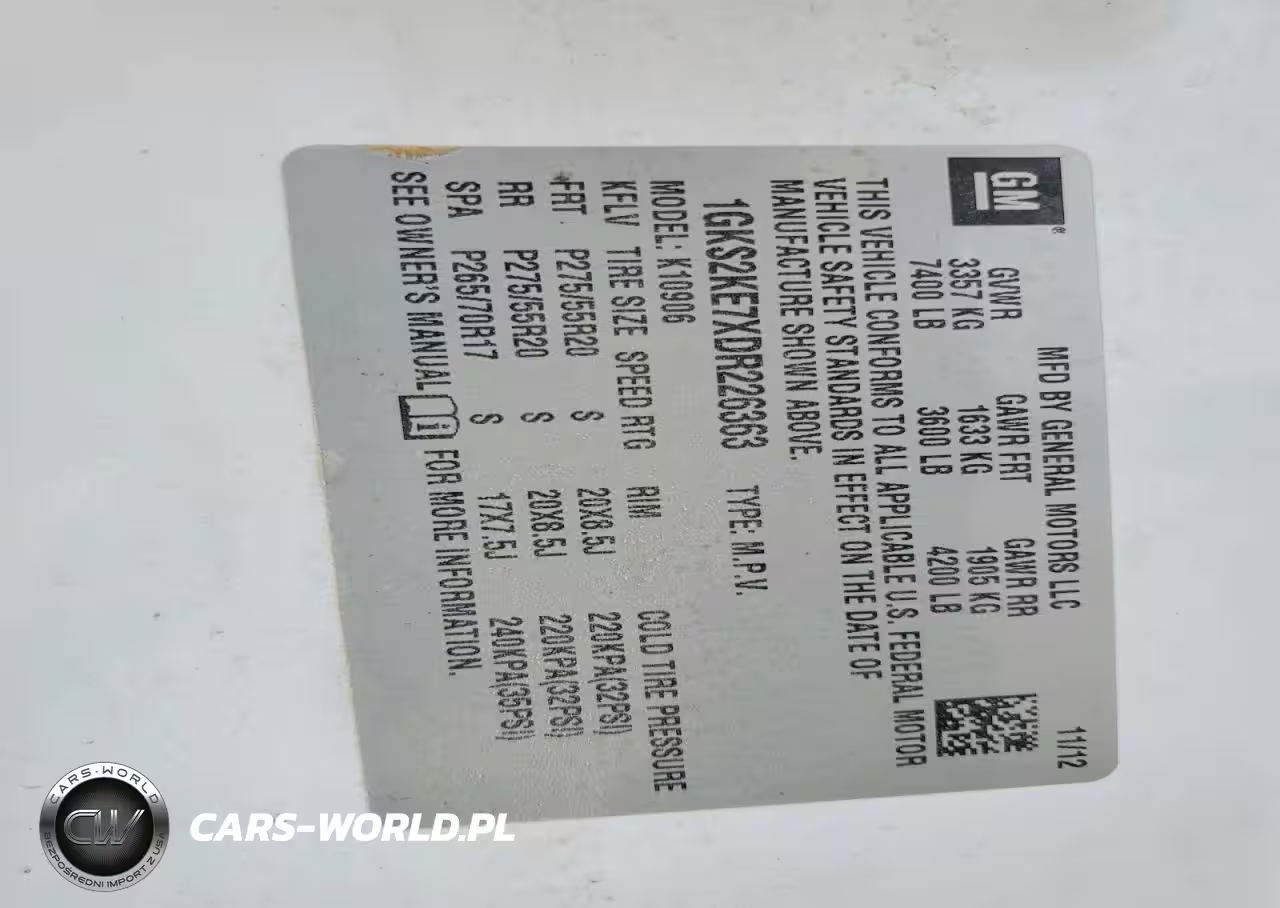 GM ®
MFD BY GENERAL MOTORS LLC 11/12
GVWR GAWR FRT GAWR RR
3357 KG 1633 KG 1905 KG
7400 LB 3600 LB 4200 LB
THIS VEHICLE CONFORMS TO ALL APPLICABLE U.S. FEDERAL MOTOR
VEHICLE SAFETY STANDARDS IN EFFECT ON THE DATE OF
MANUFACTURE SHOWN ABOVE.
1GKS2KE7XDR226363 TYPE: M.P.V.
MODEL: K10906
KFLV TIRE SIZE SPEED RTG RIM COLD TIRE PRESSURE
FRT P275/55R20 S 20X8.5J 220KPA(32PSI)
RR P275/55R20 S 20X8.5J 220KPA(32PSI)
SPA P265/70R17 S 17X7.5J 240KPA(35PSI)
SEE OWNER'S MANUAL FOR MORE INFORMATION.
CARS-WORLD
CW
BEZPOŚREDNI IMPORT Z USA
CARS-WORLD.PL